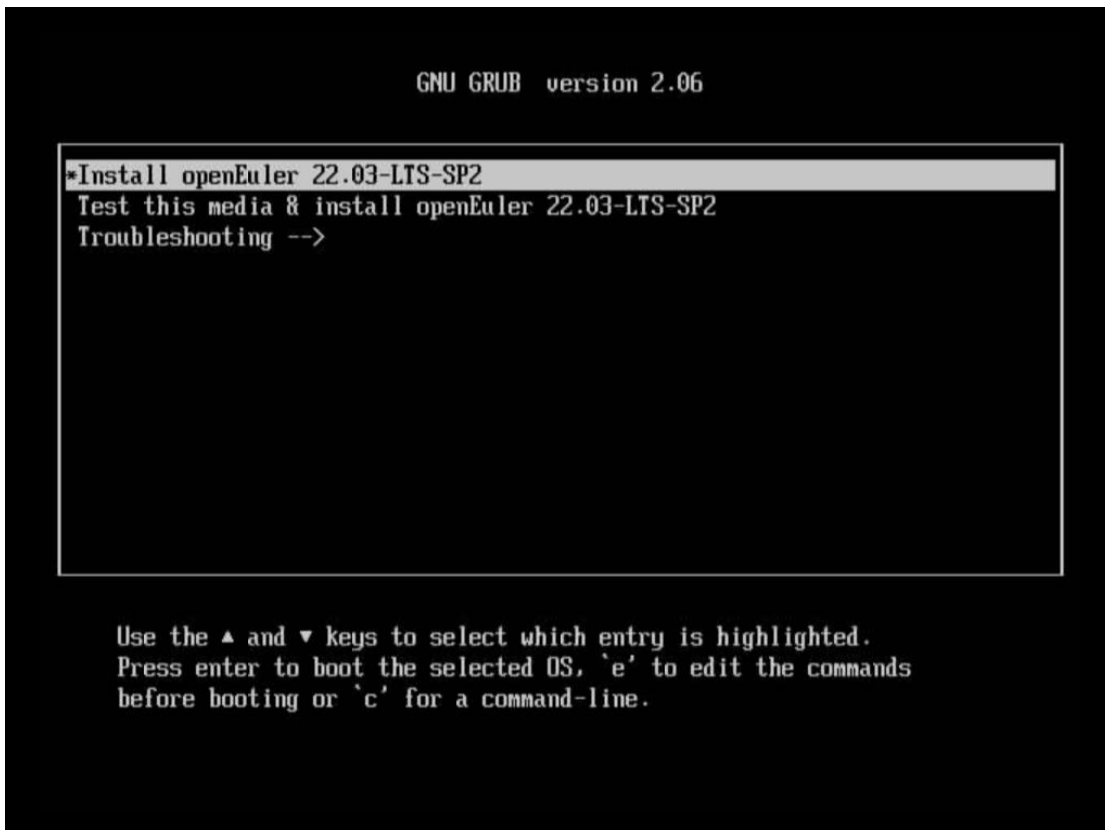 GNU GRUB  version 2.06
*Install openEuler 22.03-LTS-SP2
Test this media & install openEuler 22.03-LTS-SP2
Troubleshooting -->
Use the ▲ and ▼ keys to select which entry is highlighted.
Press enter to boot the selected OS, `e' to edit the commands
before booting or `c' for a command-line.